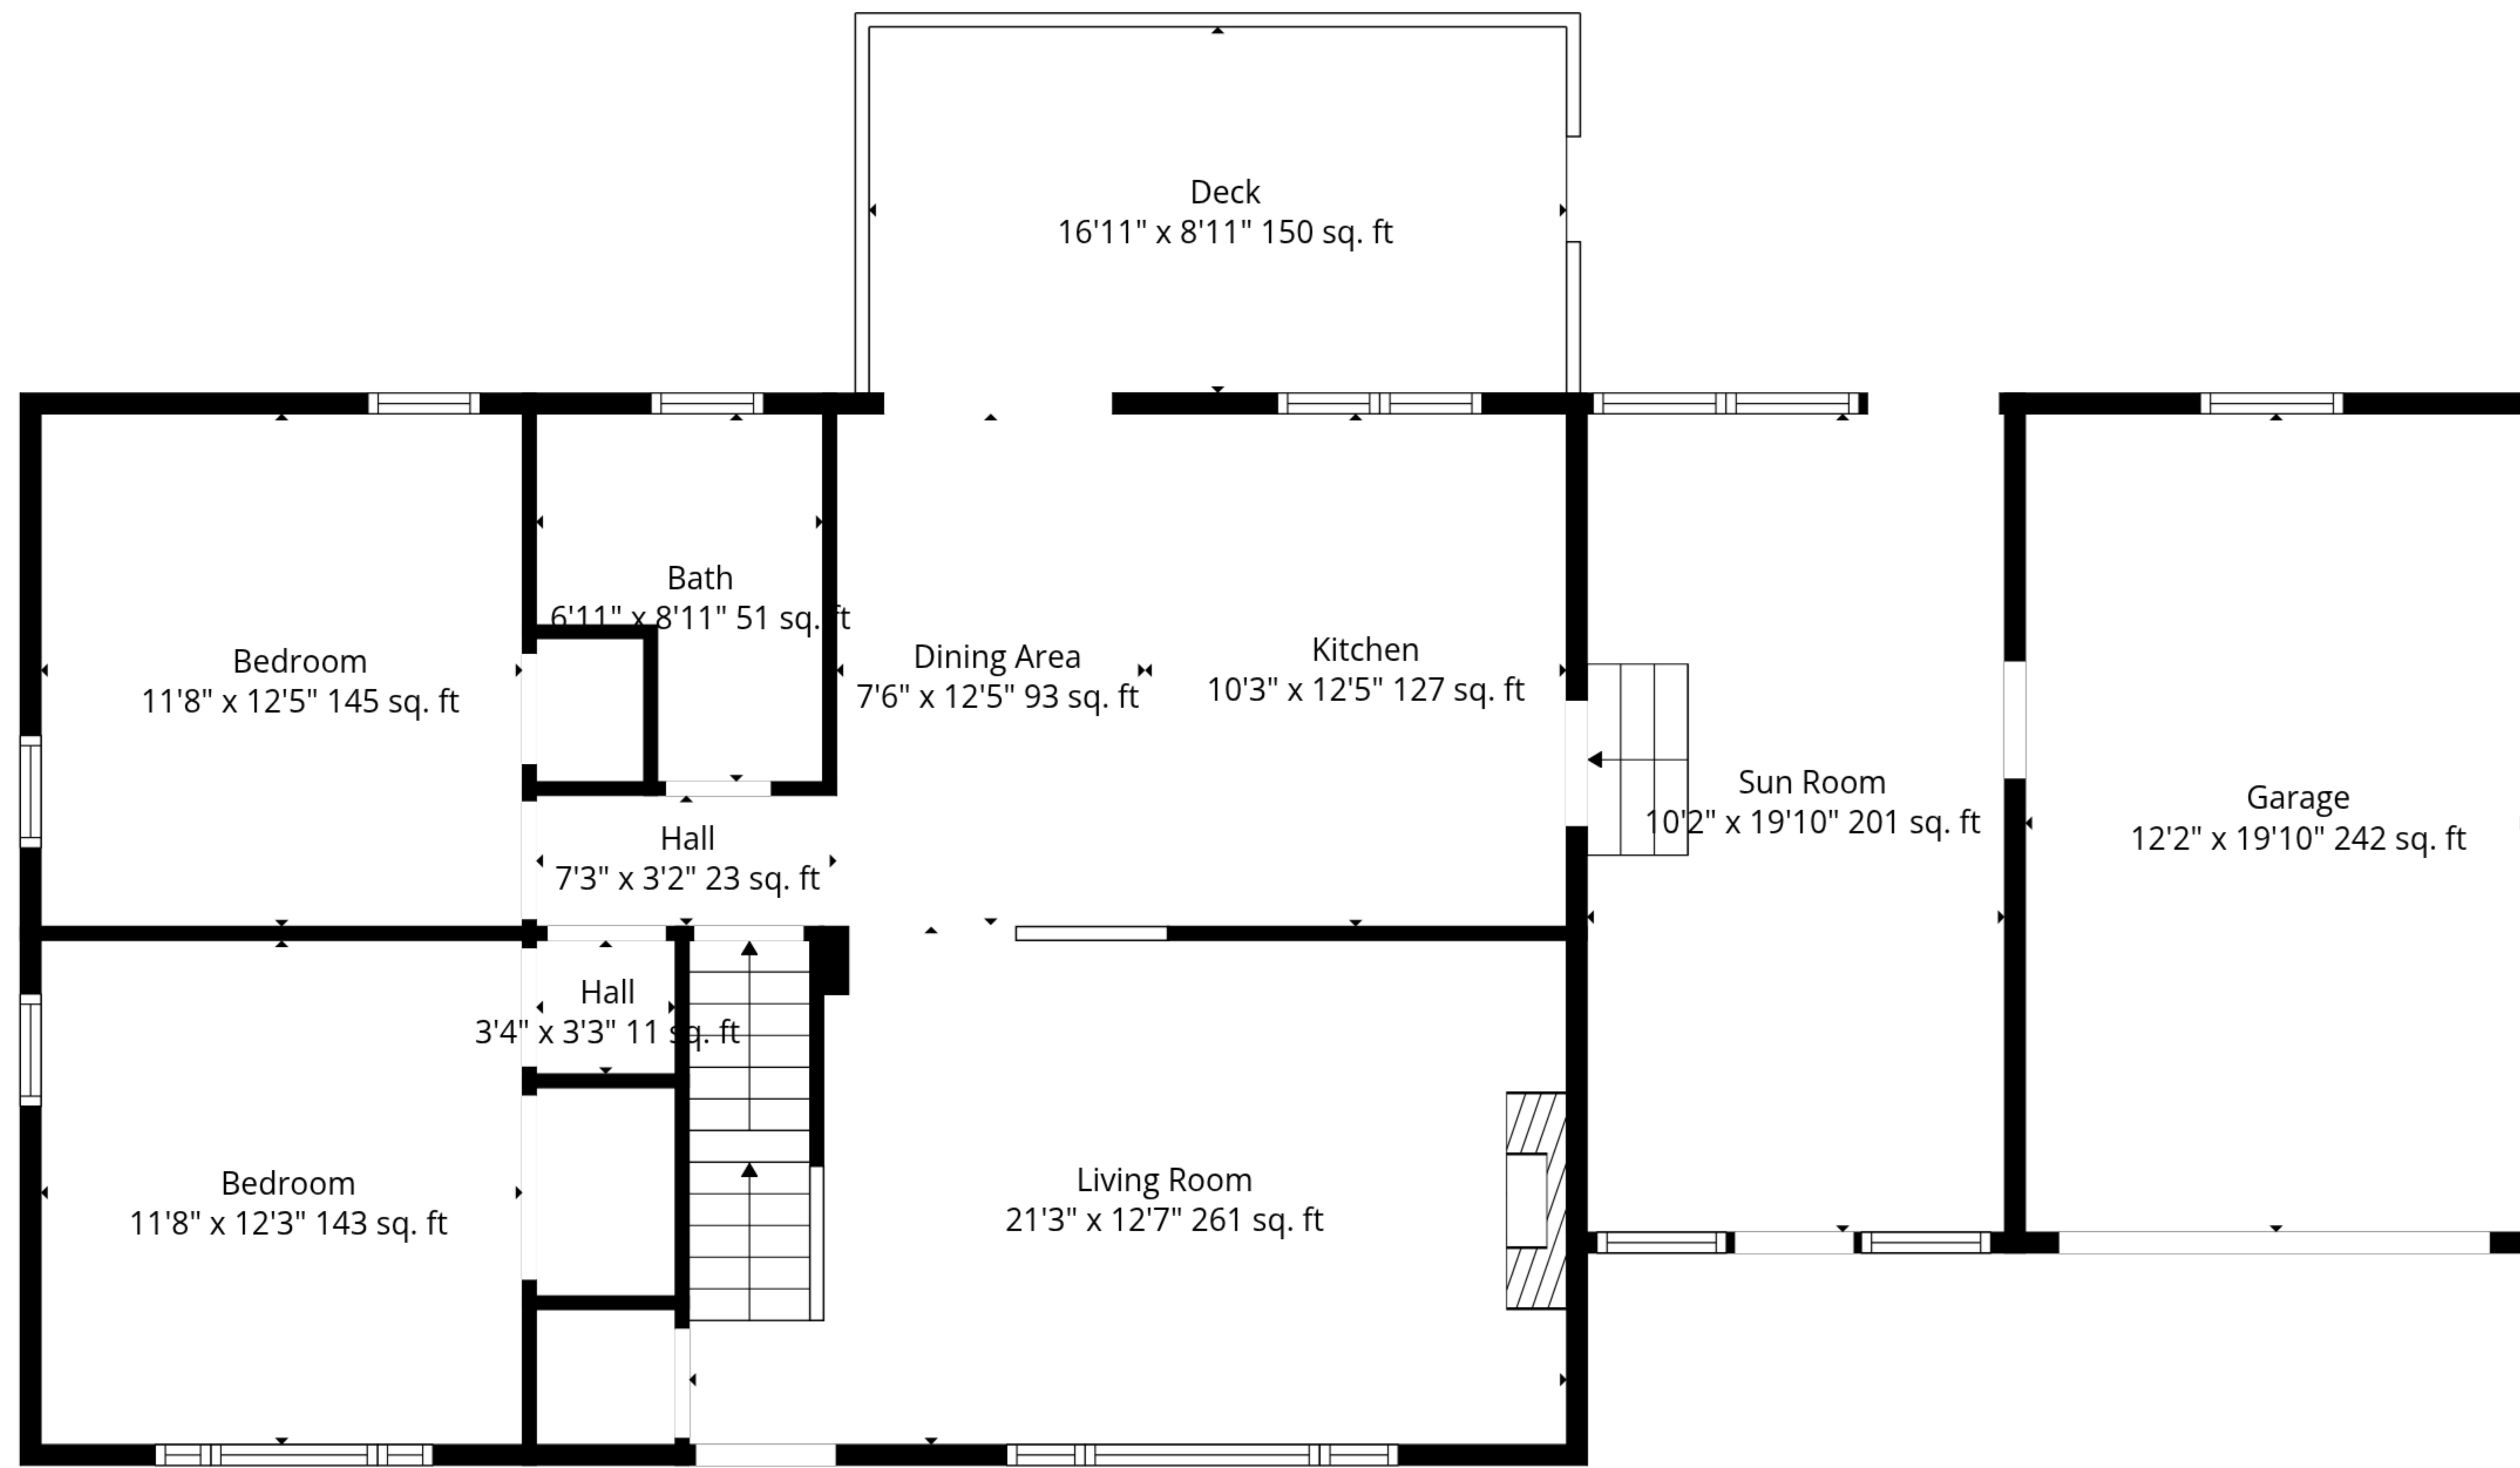 Deck
16'11" x 8'11" 150 sq. ft
Bath
6'11" x 8'11" 51 sq. ft
Bedroom
11'8" x 12'5" 145 sq. ft
Dining Area
7'6" x 12'5" 93 sq. ft
Kitchen
10'3" x 12'5" 127 sq. ft
Sun Room
10'2" x 19'10" 201 sq. ft
Garage
12'2" x 19'10" 242 sq. ft
Hall
7'3" x 3'2" 23 sq. ft
Hall
3'4" x 3'3" 11 sq. ft
Bedroom
11'8" x 12'3" 143 sq. ft
Living Room
21'3" x 12'7" 261 sq. ft